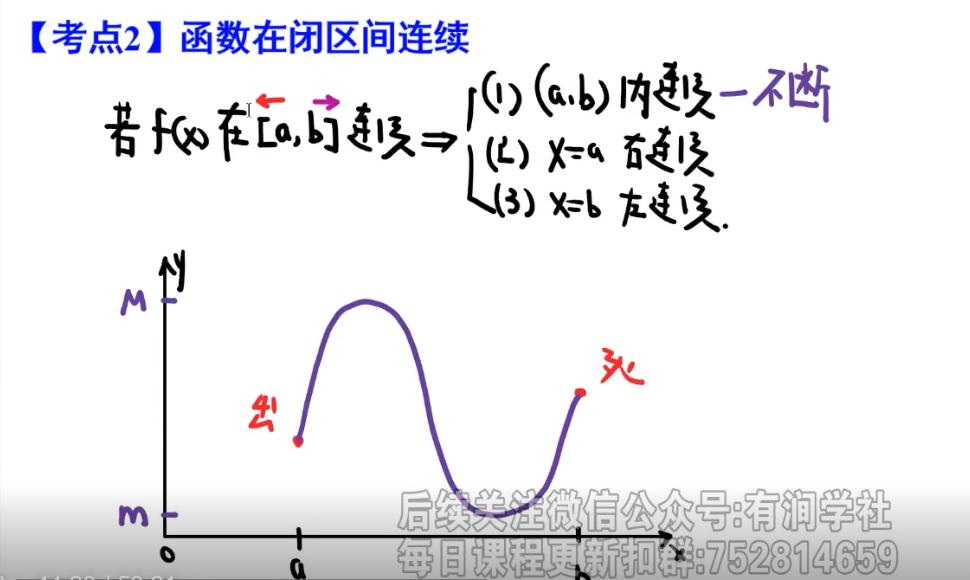 【考点2】函数在闭区间连续
若 f(x) 在 [a,b] 连续 ⇒
(1) (a,b) 内连续 — 不断
(2) x=a 右连续
(3) x=b 左连续.
y
M
死
出
m
后续关注微信公众号:有润学社
0
a
b
x
每日课程更新扣群:752814659